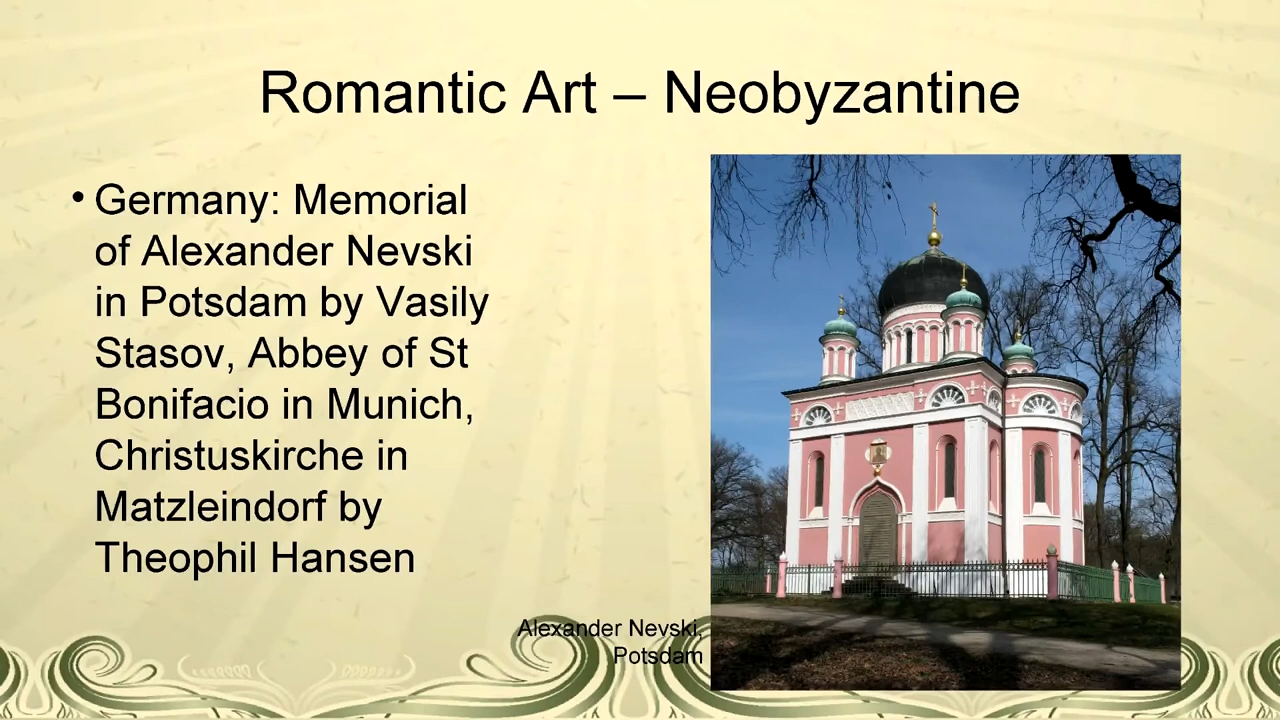 Romantic Art – Neobyzantine
• Germany: Memorial
of Alexander Nevski
in Potsdam by Vasily
Stasov, Abbey of St
Bonifacio in Munich,
Christuskirche in
Matzleindorf by
Theophil Hansen
Alexander Nevski,
Potsdam